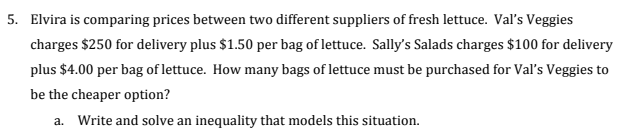 5. Elvira is comparing prices between two different suppliers of fresh lettuce. Val's Veggies
charges $250 for delivery plus $1.50 per bag of lettuce. Sally's Salads charges $100 for delivery
plus $4.00 per bag of lettuce. How many bags of lettuce must be purchased for Val's Veggies to
be the cheaper option?
a. Write and solve an inequality that models this situation.